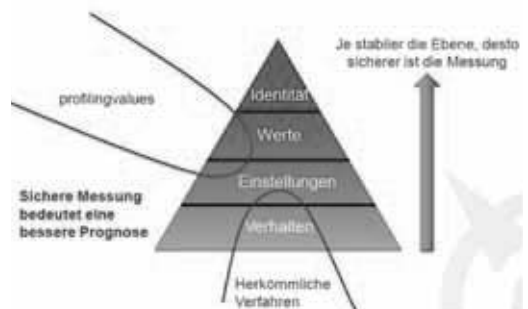 Je stabiler die Ebene, desto
sicherer ist die Messung
profilingvalues
Identität
Werte
Einstellungen
Verhalten
Sichere Messung
bedeutet eine
bessere Prognose
Herkömmliche
Verfahren